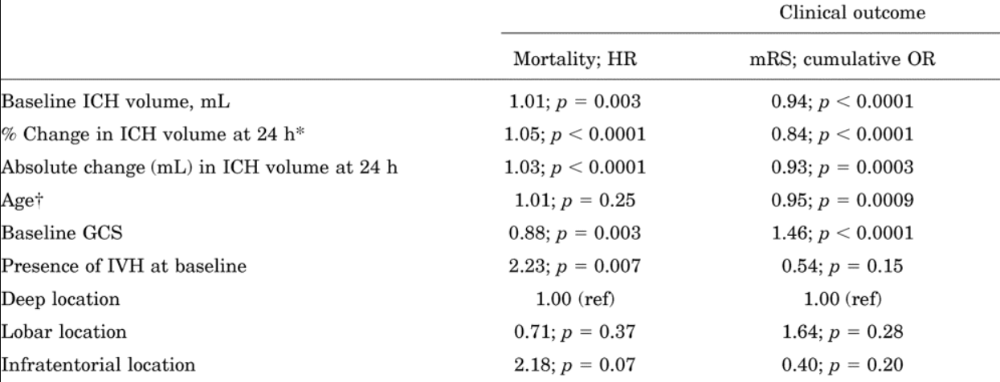 Clinical outcome
Mortality; HR mRS; cumulative OR
Baseline ICH volume, mL 1.01; p = 0.003 0.94; p < 0.0001
% Change in ICH volume at 24 h* 1.05; p < 0.0001 0.84; p < 0.0001
Absolute change (mL) in ICH volume at 24 h 1.03; p < 0.0001 0.93; p = 0.0003
Age† 1.01; p = 0.25 0.95; p = 0.0009
Baseline GCS 0.88; p = 0.003 1.46; p < 0.0001
Presence of IVH at baseline 2.23; p = 0.007 0.54; p = 0.15
Deep location 1.00 (ref) 1.00 (ref)
Lobar location 0.71; p = 0.37 1.64; p = 0.28
Infratentorial location 2.18; p = 0.07 0.40; p = 0.20